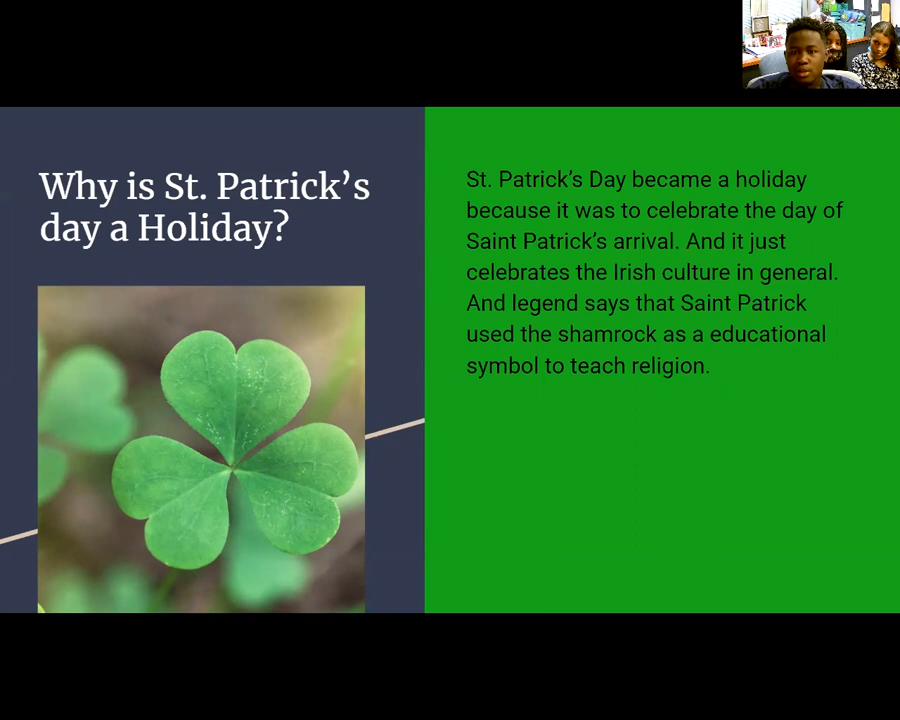 Why is St. Patrick’s
day a Holiday?
St. Patrick’s Day became a holiday
because it was to celebrate the day of
Saint Patrick’s arrival. And it just
celebrates the Irish culture in general.
And legend says that Saint Patrick
used the shamrock as a educational
symbol to teach religion.